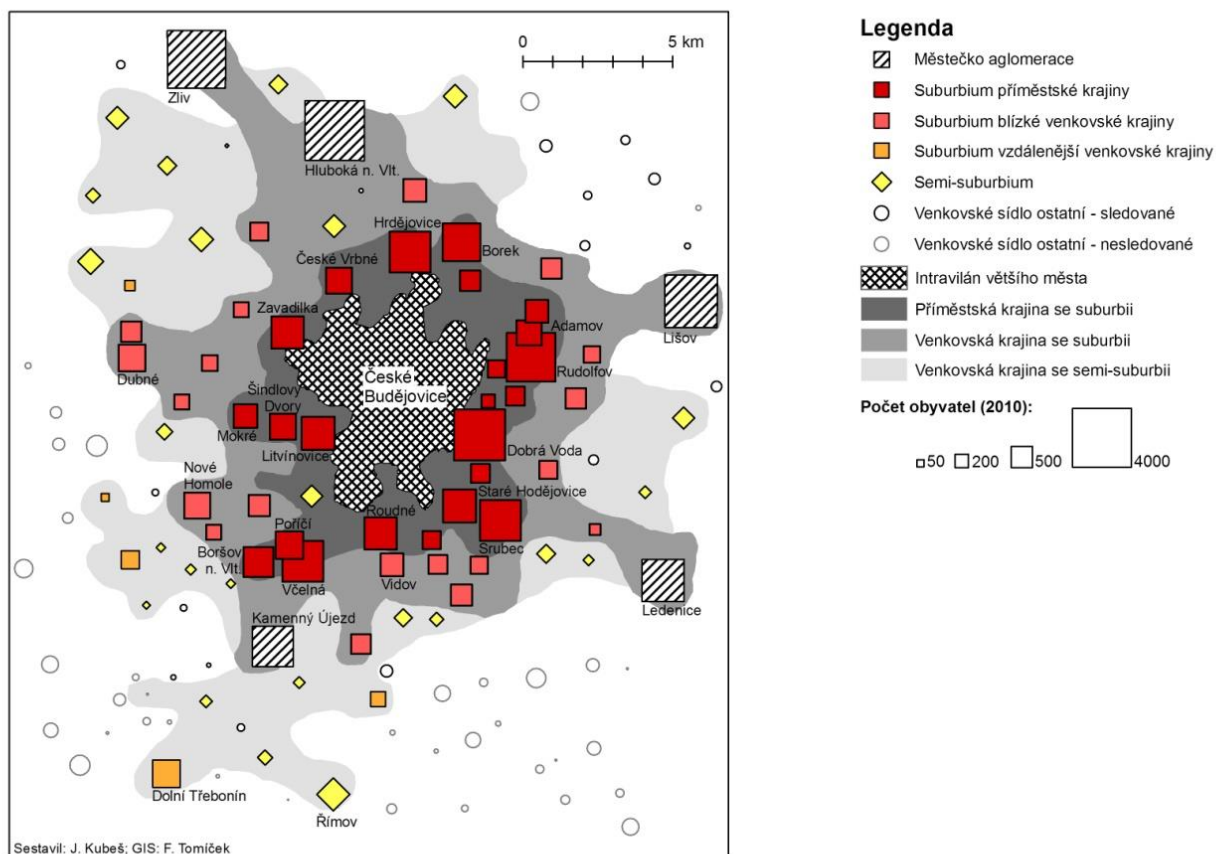 0 5 km
Zliv
Hluboká n. Vlt.
Hrdějovice
Borek
České Vrbné
Zavadilka
Adamov
Lišov
Rudolfov
Dubné
České
Budějovice
Šindlovy
Dvory
Mokré
Litvínovice
Dobrá Voda
Nové
Homole
Staré Hodějovice
Roudné
Poříčí
Srubec
Boršov
n. Vlt.
Včelná
Vidov
Ledenice
Kamenný Újezd
Dolní Třebonín
Římov
Sestavil: J. Kubeš; GIS: F. Tomíček
Legenda
Městečko aglomerace
Suburbium příměstské krajiny
Suburbium blízké venkovské krajiny
Suburbium vzdálenější venkovské krajiny
Semi-suburbium
Venkovské sídlo ostatní - sledované
Venkovské sídlo ostatní - nesledované
Intravilán většího města
Příměstská krajina se suburbii
Venkovská krajina se suburbii
Venkovská krajina se semi-suburbii
Počet obyvatel (2010):
50 200 500 4000